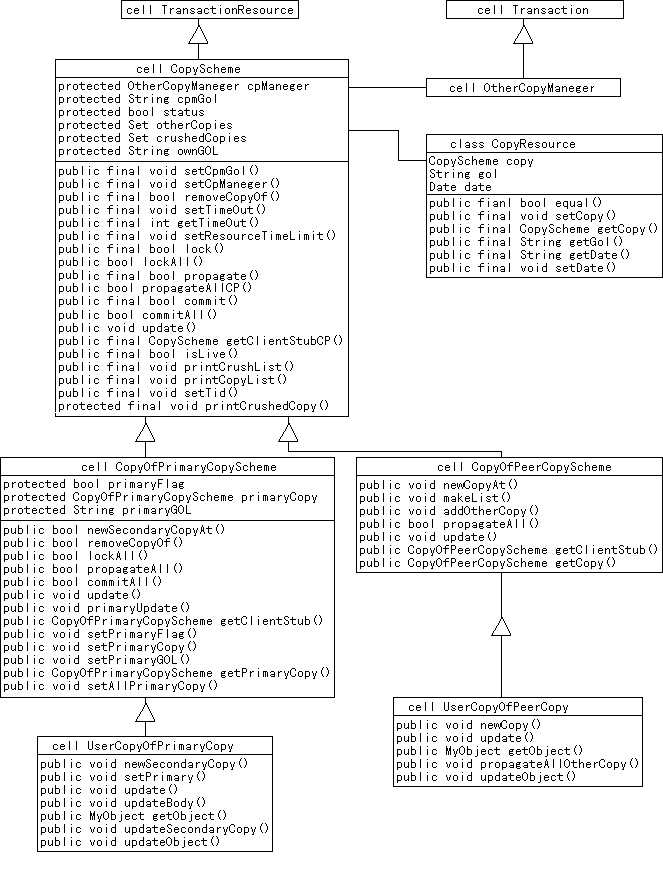 cell TransactionResource
cell Transaction
cell CopyScheme
protected OtherCopyManeger cpManeger
protected String cpmGol
protected bool status
protected Set otherCopies
protected Set crushedCopies
protected String ownGOL
public final void setCpmGol()
public final void setCpManeger()
public final bool removeCopyOf()
public final void setTimeOut()
public final int getTimeOut()
public final void setResourceTimeLimit()
public final bool lock()
public bool lockAll()
public final bool propagate()
public bool propagateAllCP()
public final bool commit()
public bool commitAll()
public void update()
public final CopyScheme getClientStubCP()
public final bool isLive()
public final void printCrushList()
public final void printCopyList()
public final void setTid()
protected final void printCrushedCopy()
cell OtherCopyManeger
class CopyResource
CopyScheme copy
String gol
Date date
public fianl bool equal()
public final void setCopy()
public final CopyScheme getCopy()
public final String getGol()
public final String getDate()
public final void setDate()
cell CopyOfPrimaryCopyScheme
protected bool primaryFlag
protected CopyOfPrimaryCopyScheme primaryCopy
protected String primaryGOL
public bool newSecondaryCopyAt()
public bool removeCopyOf()
public bool lockAll()
public bool propagateAll()
public bool commitAll()
public void update()
public void primaryUpdate()
public CopyOfPrimaryCopyScheme getClientStub()
public void setPrimaryFlag()
public void setPrimaryCopy()
public void setPrimaryGOL()
public CopyOfPrimaryCopyScheme getPrimaryCopy()
public void setAllPrimaryCopy()
cell CopyOfPeerCopyScheme
public void newCopyAt()
public void makeList()
public void addOtherCopy()
public bool propagateAll()
public void update()
public CopyOfPeerCopyScheme getClientStub()
public CopyOfPeerCopyScheme getCopy()
cell UserCopyOfPrimaryCopy
public void newSecondaryCopy()
public void setPrimary()
public void update()
public void updateBody()
public MyObject getObject()
public void updateSecondaryCopy()
public void updateObject()
cell UserCopyOfPeerCopy
public void newCopy()
public void update()
public MyObject getObject()
public void propagateAllOtherCopy()
public void updateObject()